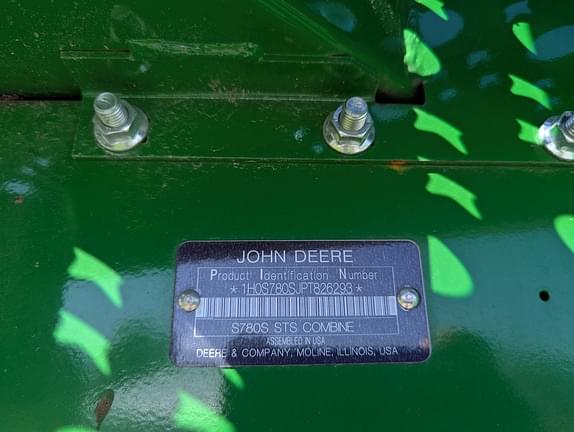 JOHN DEERE
Product Identification Number
*1H0S780SJPT826293*
S780S STS COMBINE
ASSEMBLED IN USA
DEERE & COMPANY, MOLINE, ILLINOIS, USA